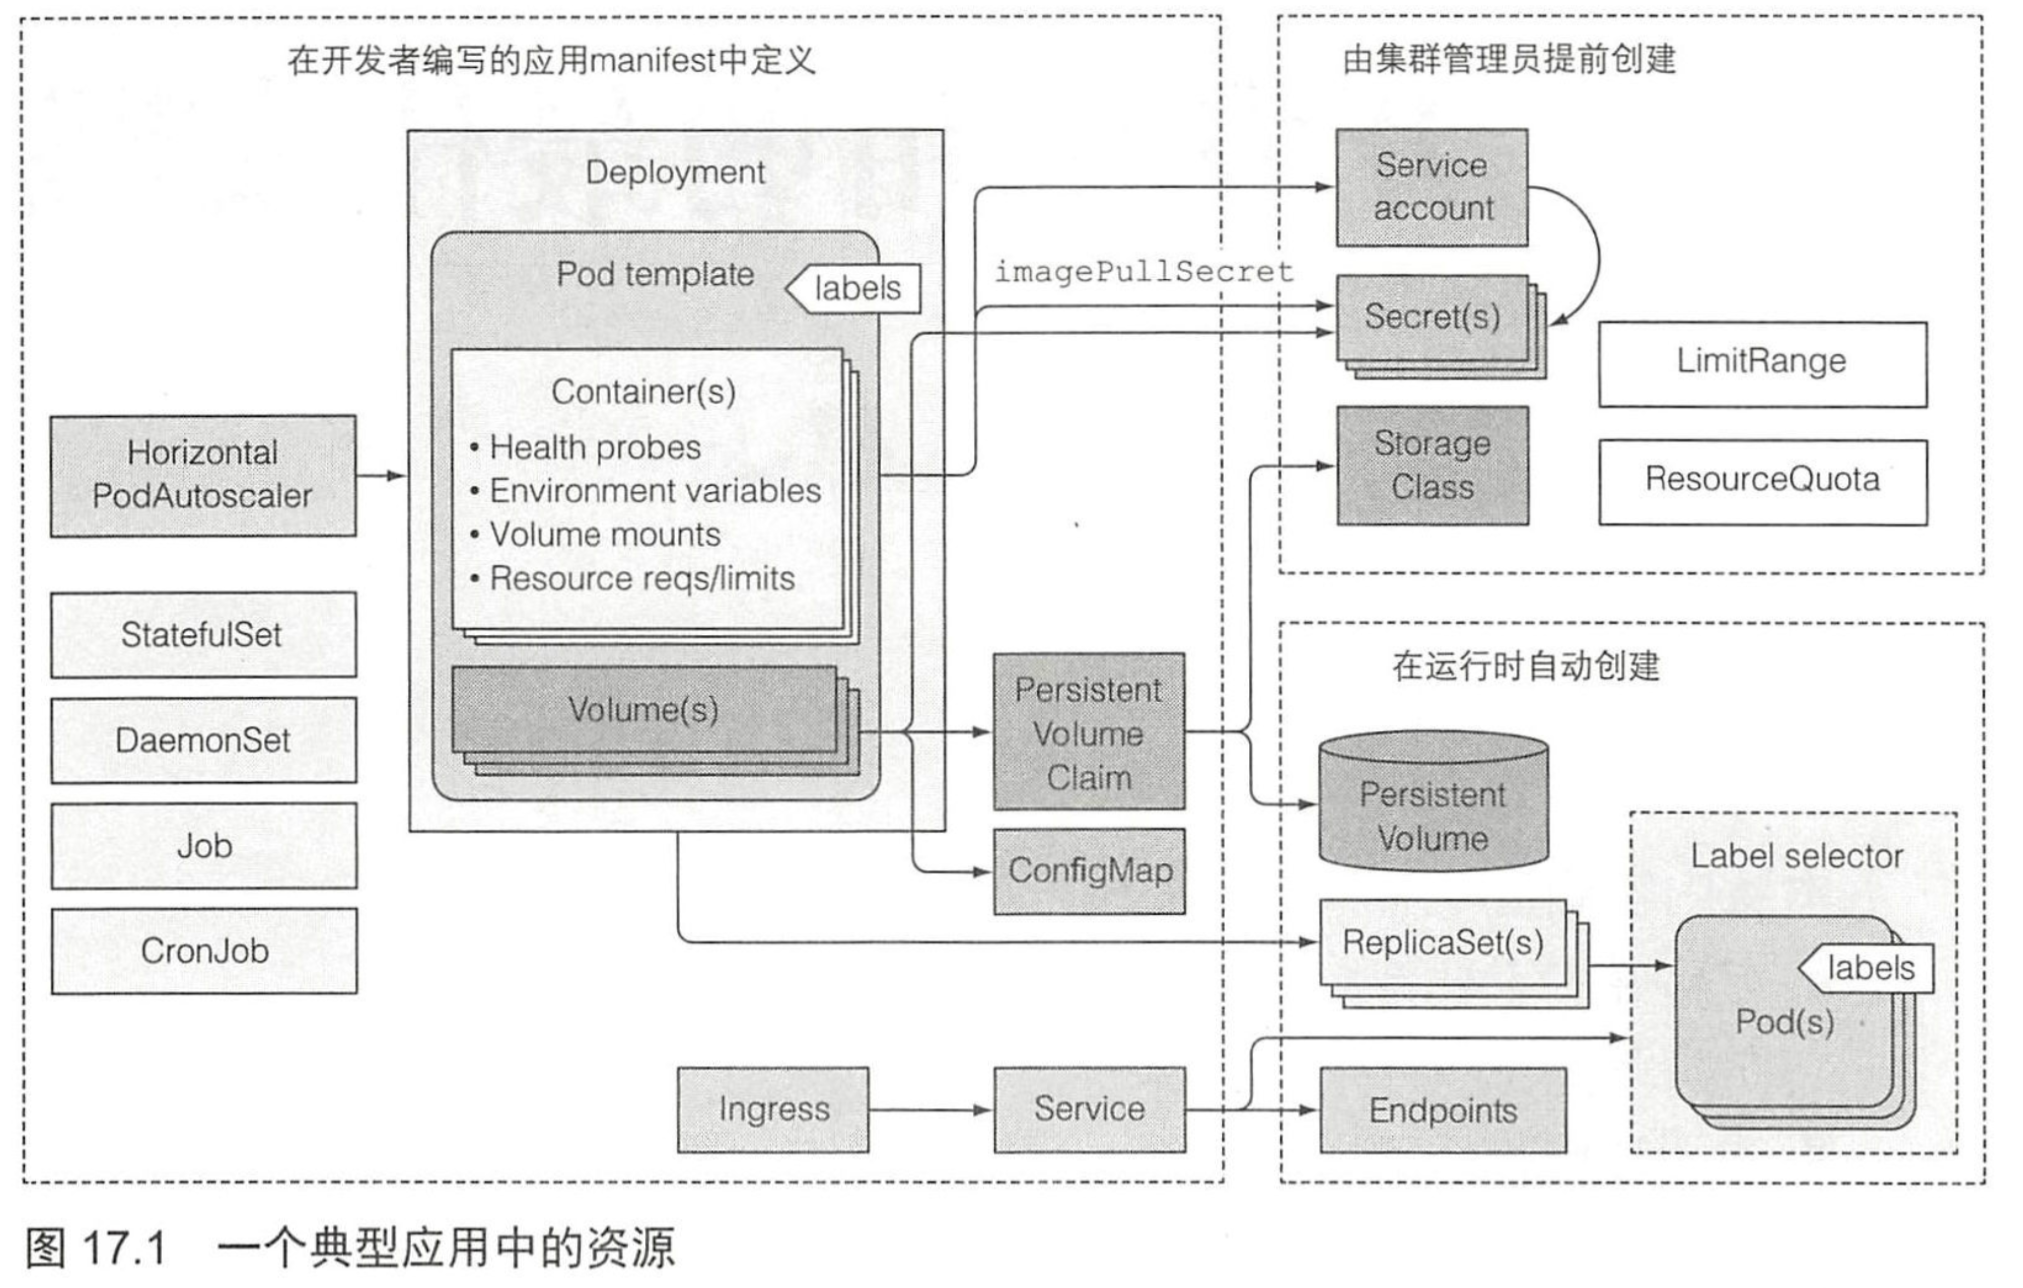 在开发者编写的应用manifest中定义
Deployment
Pod template
labels
Container(s)
• Health probes
• Environment variables
• Volume mounts
• Resource reqs/limits
Volume(s)
Horizontal
PodAutoscaler
StatefulSet
DaemonSet
Job
CronJob
Persistent
Volume
Claim
ConfigMap
Ingress
Service
imagePullSecret
由集群管理员提前创建
Service
account
Secret(s)
Storage
Class
LimitRange
ResourceQuota
在运行时自动创建
Persistent
Volume
ReplicaSet(s)
Endpoints
Label selector
labels
Pod(s)
图 17.1 一个典型应用中的资源